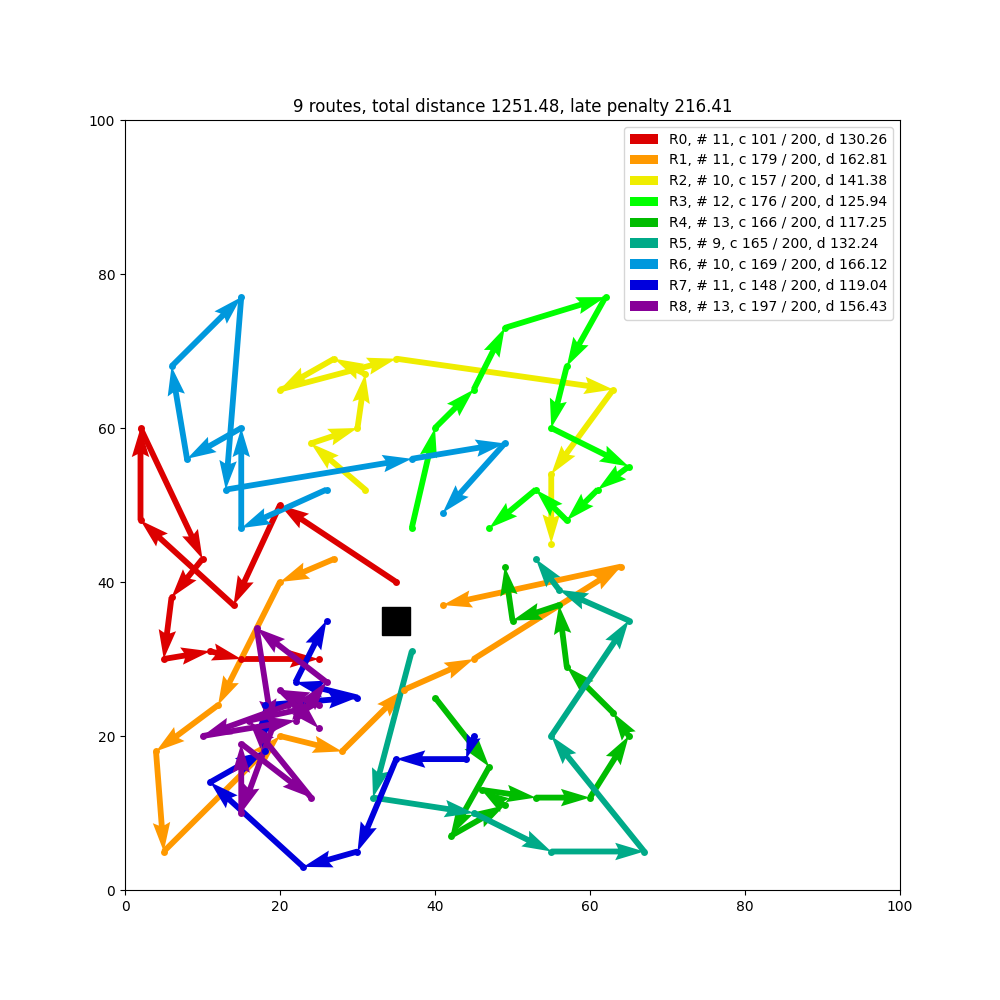 9 routes, total distance 1251.48, late penalty 216.41
R0, # 11, c 101 / 200, d 130.26
R1, # 11, c 179 / 200, d 162.81
R2, # 10, c 157 / 200, d 141.38
R3, # 12, c 176 / 200, d 125.94
R4, # 13, c 166 / 200, d 117.25
R5, # 9, c 165 / 200, d 132.24
R6, # 10, c 169 / 200, d 166.12
R7, # 11, c 148 / 200, d 119.04
R8, # 13, c 197 / 200, d 156.43
100
80
60
40
20
0
0 20 40 60 80 100